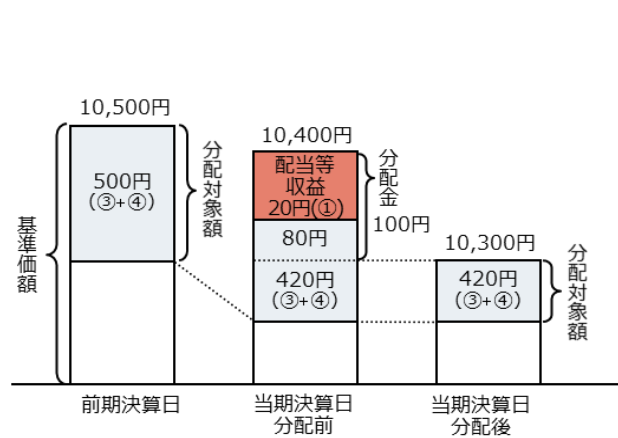 10,500円
500円
(③+④)
分配対象額
基準価額
10,400円
配当等
収益
20円(①)
80円
420円
(③+④)
分配金
100円
10,300円
420円
(③+④)
分配対象額
前期決算日
当期決算日
分配前
当期決算日
分配後